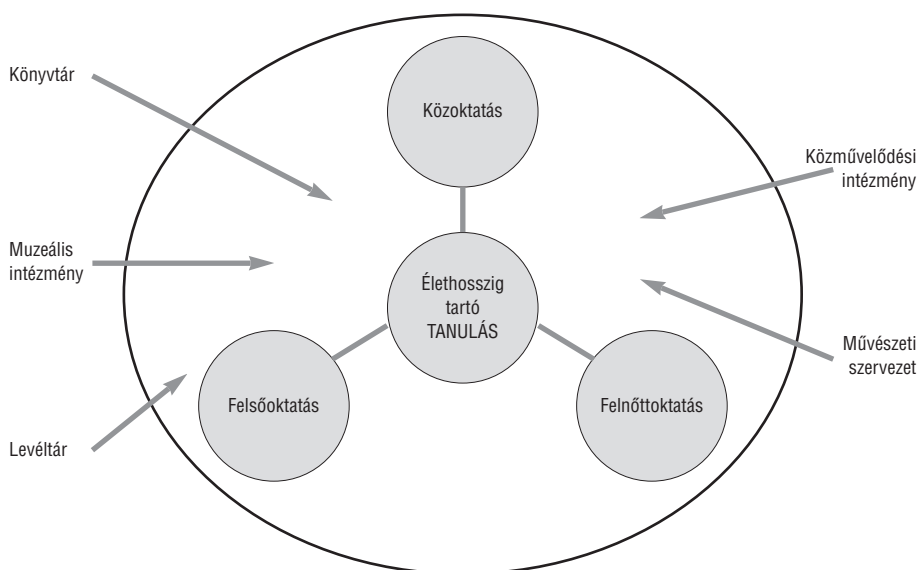 Könyvtár
Közoktatás
Közművelődési
intézmény
Muzeális
intézmény
Élethosszig
tartó
TANULÁS
Művészeti
szervezet
Felsőoktatás
Felnőttoktatás
Levéltár